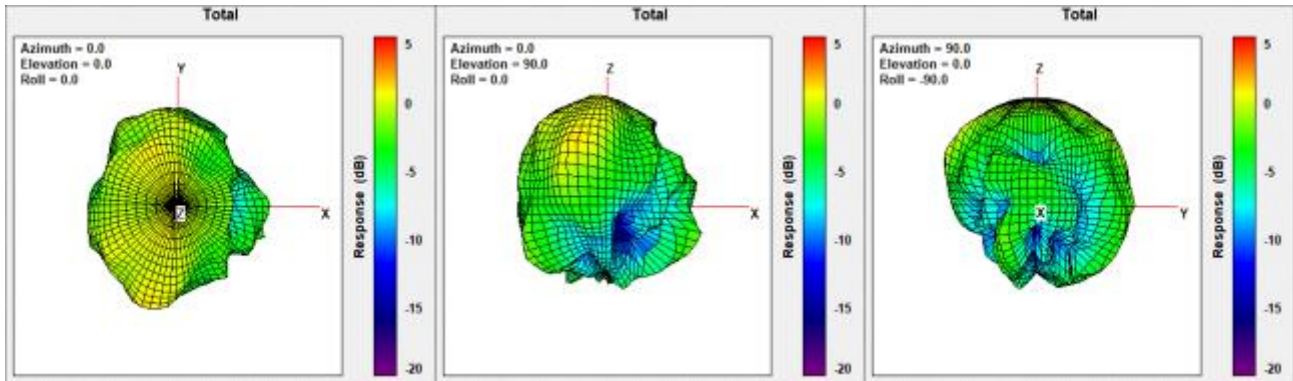 Total
Azimuth = 0.0
Elevation = 0.0
Roll = 0.0
Y
X
Z
5
0
-5
-10
-15
-20
Response (dB)
Total
Azimuth = 0.0
Elevation = 90.0
Roll = 0.0
Z
X
5
0
-5
-10
-15
-20
Response (dB)
Total
Azimuth = 90.0
Elevation = 0.0
Roll = -90.0
Z
X
Y
5
0
-5
-10
-15
-20
Response (dB)